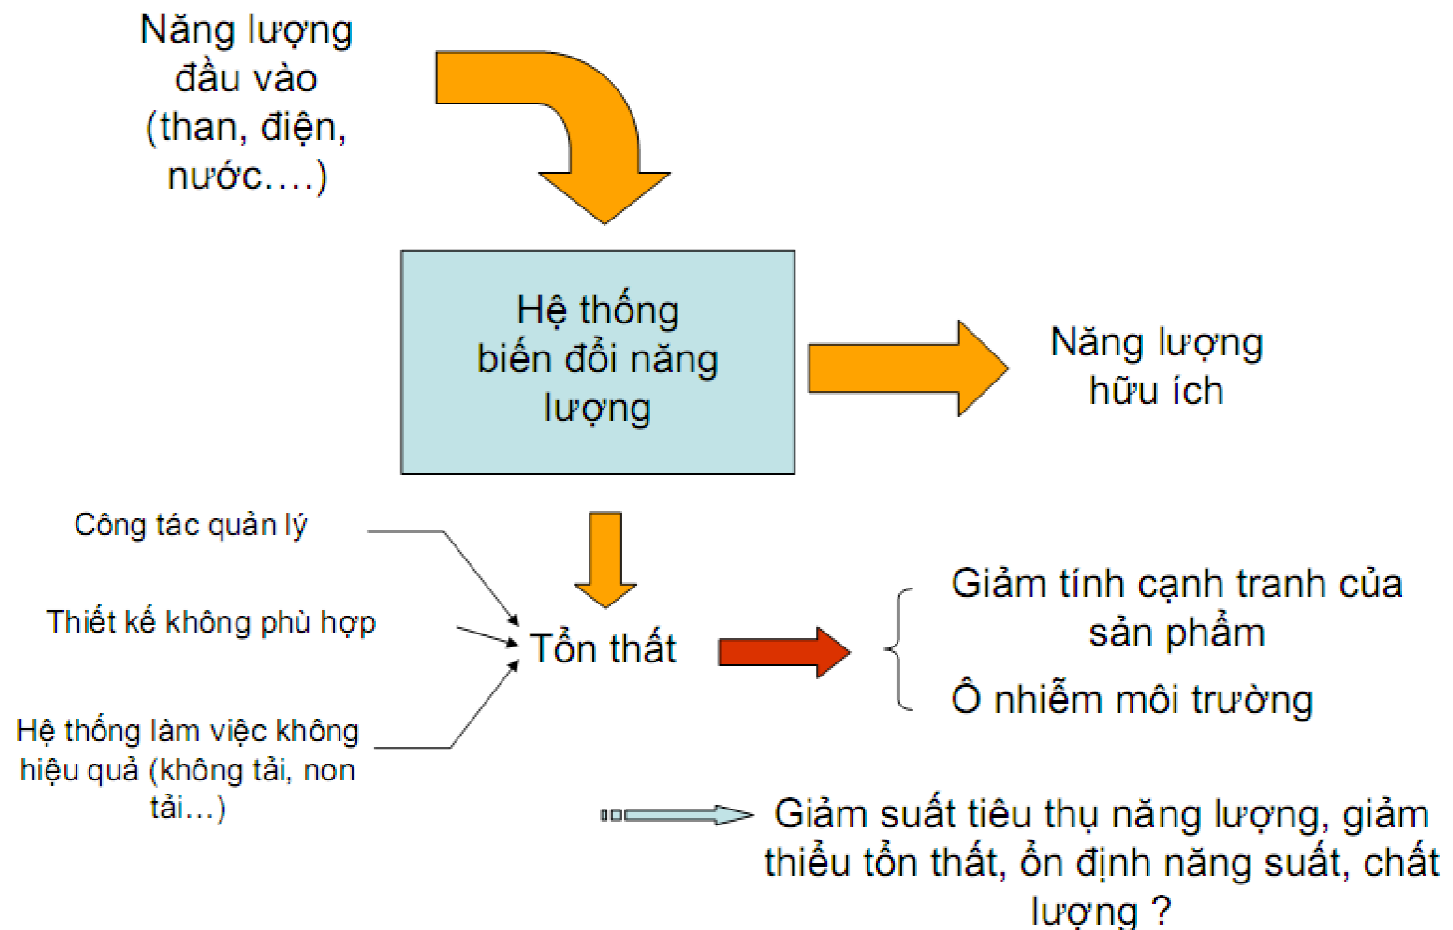 Năng lượng
đầu vào
(than, điện,
nước....)
Hệ thống
biến đổi năng
lượng
Năng lượng
hữu ích
Công tác quản lý
Thiết kế không phù hợp
Hệ thống làm việc không
hiệu quả (không tải, non
tải...)
Tổn thất
Giảm tính cạnh tranh của
sản phẩm
Ô nhiễm môi trường
Giảm suất tiêu thụ năng lượng, giảm
thiểu tổn thất, ổn định năng suất, chất
lượng ?